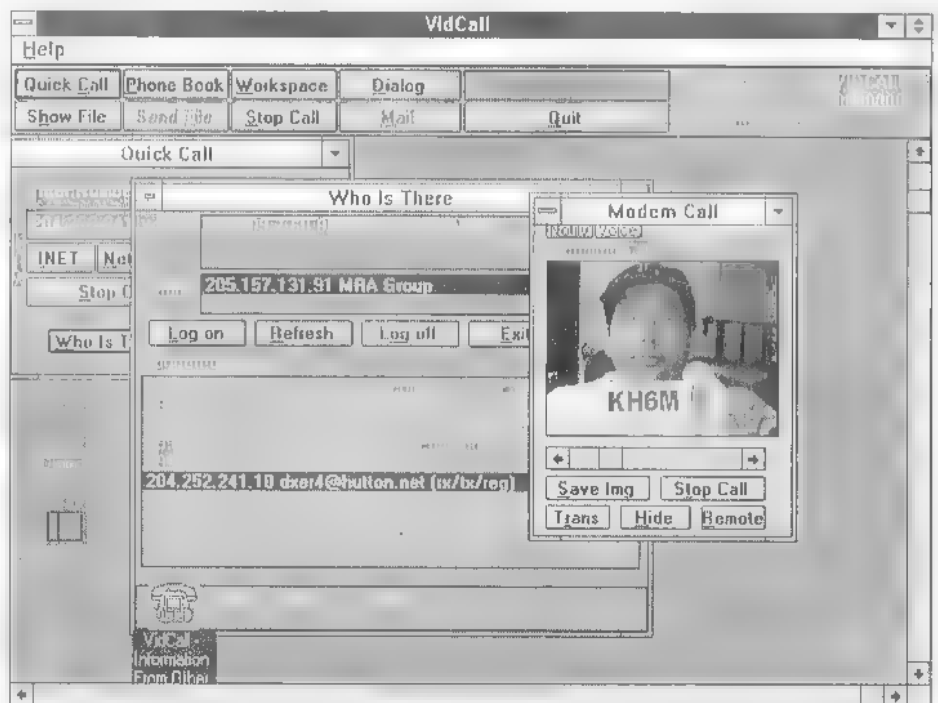 VidCall
Help
Quick Call Phone Book Workspace Dialog
Show File Send File Stop Call Mail Quit
Quick Call
Who Is There
Modem Call
INET
205.157.131.91 MRA Group
Stop
Log on Refresh Log off Exit
Who Is T
KH6M
204.252.241.10 dxer4@hutton.net (rx/tx/reg)
Save Img Stop Call
Trans Hide Remote
VidCall -
Information
From Other